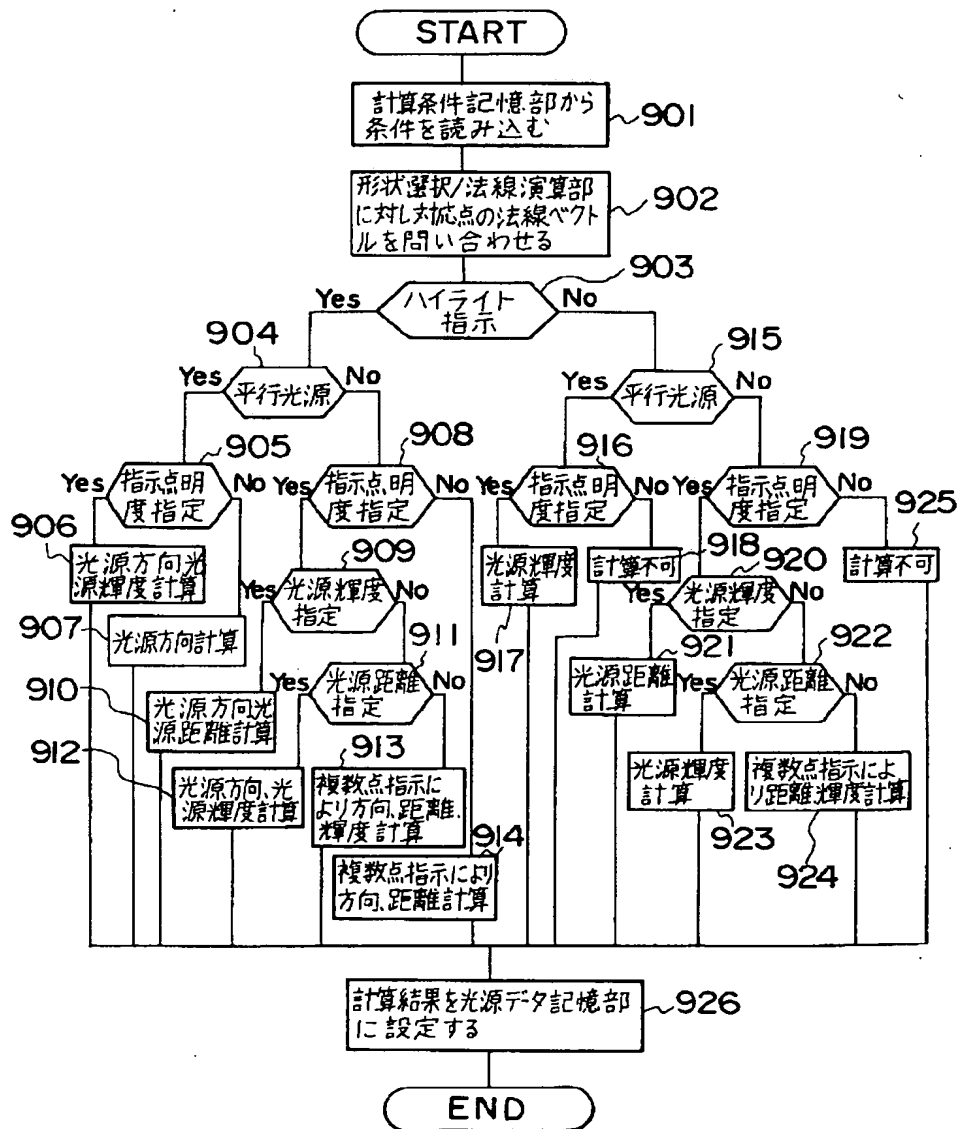 START
計算条件記憶部から
条件を読み込む
901
形状選択/法線演算部
に対し対応点の法線ベクト
ルを問い合わせる
902
903
Yes
ハイライト
指示
No
904
Yes
平行光源
No
915
Yes
平行光源
No
905
Yes
指示点明
度指定
No
908
Yes
指示点明
度指定
No
916
Yes
指示点明
度指定
No
919
Yes
指示点明
度指定
No
906
光源方向光
源輝度計算
907
光源方向計算
909
Yes
光源輝度
指定
No
917
光源輝度
計算
918
計算不可
920
Yes
光源輝度
指定
No
925
計算不可
910
光源方向光
源距離計算
911
Yes
光源距離
指定
No
921
光源距離
計算
922
Yes
光源距離
指定
No
912
光源方向、光
源輝度計算
913
複数点指示に
より方向、距離、
輝度計算
914
複数点指示により
方向、距離計算
光源輝度
計算
923
複数点指示によ
り距離輝度計算
924
計算結果を光源データ記憶部
に設定する
926
END